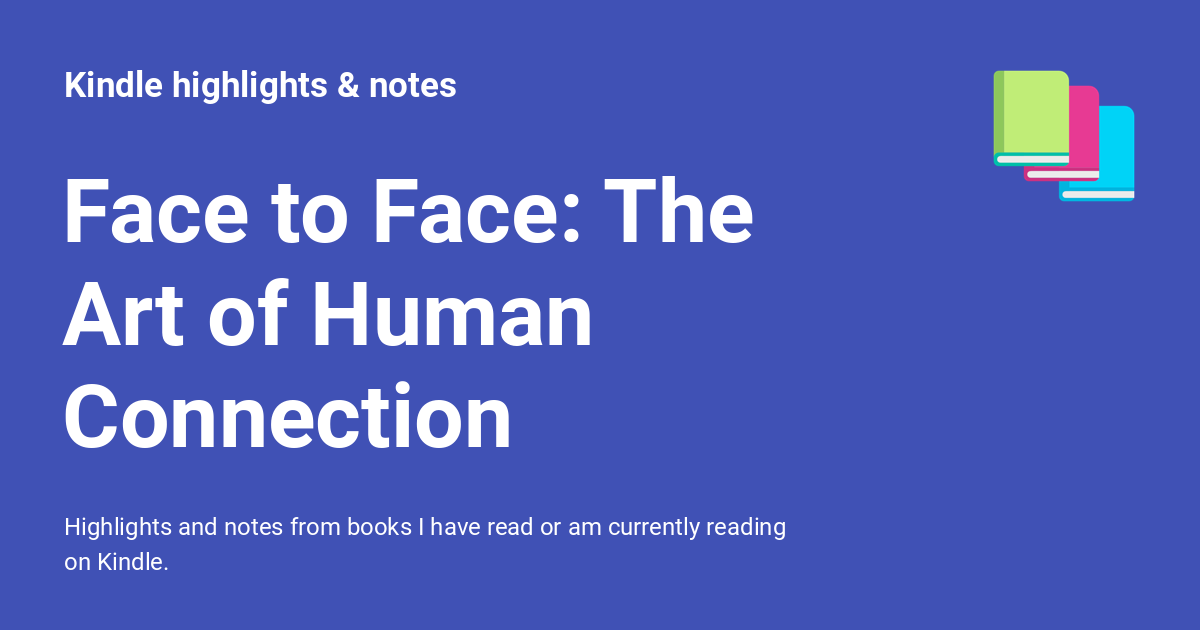 Kindle highlights & notes
Face to Face: The
Art of Human
Connection
Highlights and notes from books I have read or am currently reading
on Kindle.